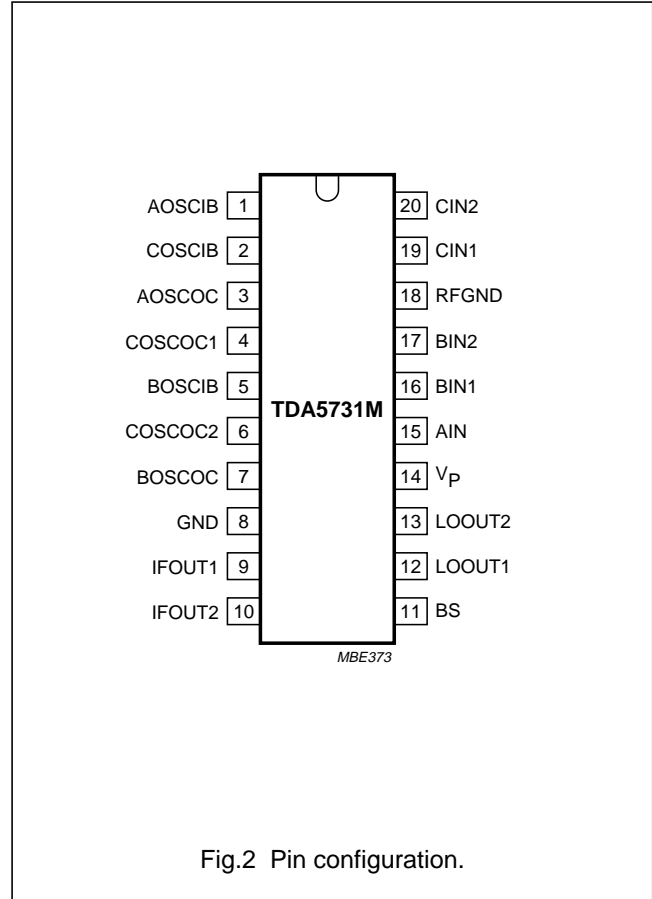 AOSCIB 1 20 CIN2
COSCIB 2 19 CIN1
AOSCOC 3 18 RFGND
COSCOC1 4 17 BIN2
BOSCIB 5 16 BIN1
TDA5731M
COSCOC2 6 15 AIN
BOSCOC 7 14 VP
GND 8 13 LOOUT2
IFOUT1 9 12 LOOUT1
IFOUT2 10 11 BS
MBE373
Fig.2 Pin configuration.